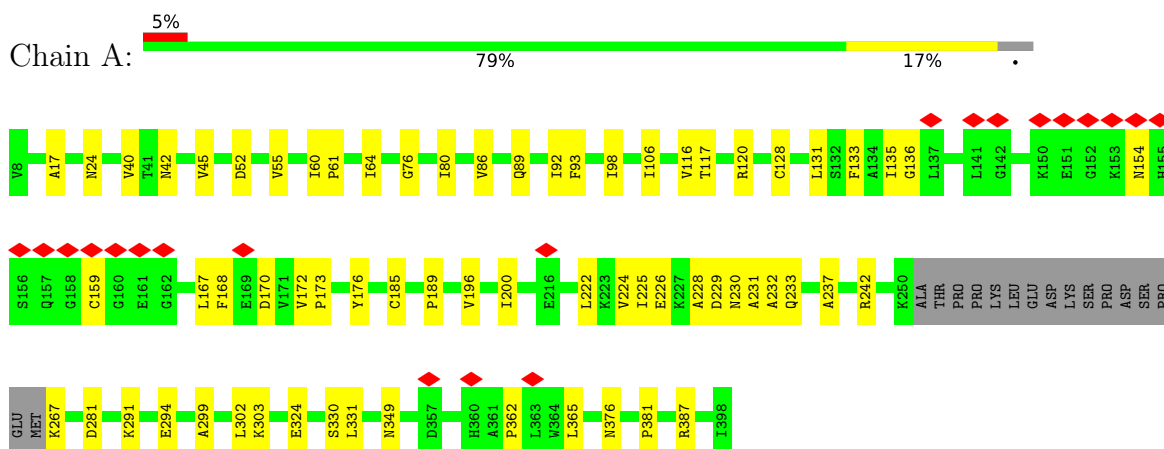 5%
Chain A:
79% 17% •
V8 A17 N24 V40 T41 N42 V45 D52 V55 I60 P61 I64 G76 I80 V86 Q89 I92 F93 I98 I106 V116 T117 R120 C128 L131 S132 F133 A134 I135 G136 L137 L141 G142 K150 E151 G152 K153 N154 H155
S156 Q157 G158 C159 G160 E161 G162 L167 F168 E169 D170 V171 V172 P173 Y176 C185 P189 V196 I200 E216 L222 K223 V224 I225 E226 K227 A228 D229 N230 A231 A232 Q233 A237 R242 K250 ALA THR PRO PRO LYS LEU GLU ASP LYS SER PRO ASP SER PRO
GLU MET K267 D281 K291 E294 A299 L302 K303 E324 S330 L331 N349 D357 H360 A361 P362 L363 W364 L365 N376 P381 R387 I398